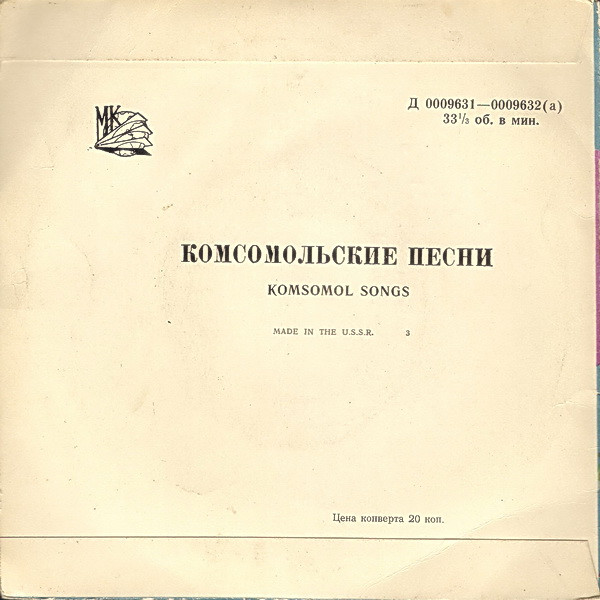 МК
Д 0009631—0009632(а)
33¹/₃ об. в мин.
КОМСОМОЛЬСКИЕ ПЕСНИ
KOMSOMOL SONGS
MADE IN THE U.S.S.R. 3
Цена конверта 20 коп.